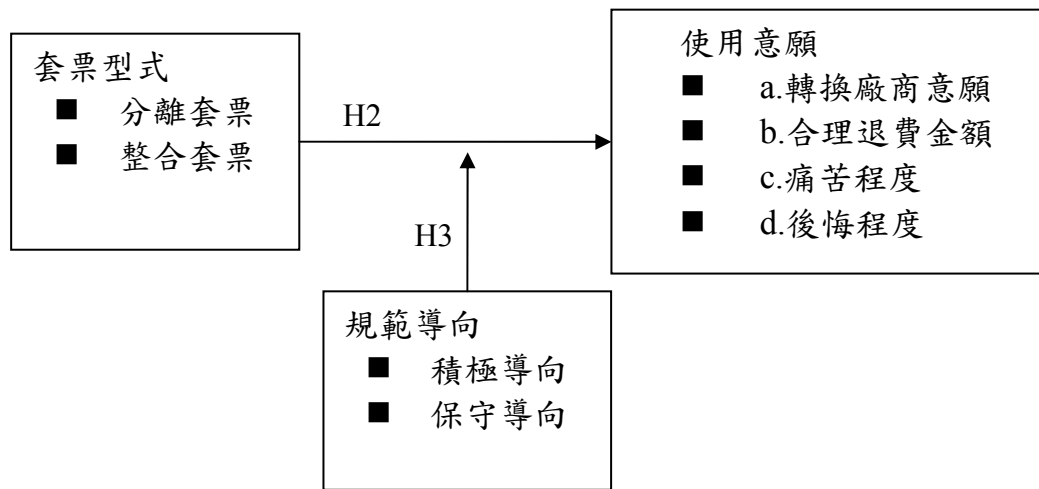 套票型式
■ 分離套票
■ 整合套票
H2
使用意願
■ a.轉換廠商意願
■ b.合理退費金額
■ c.痛苦程度
■ d.後悔程度
H3
規範導向
■ 積極導向
■ 保守導向